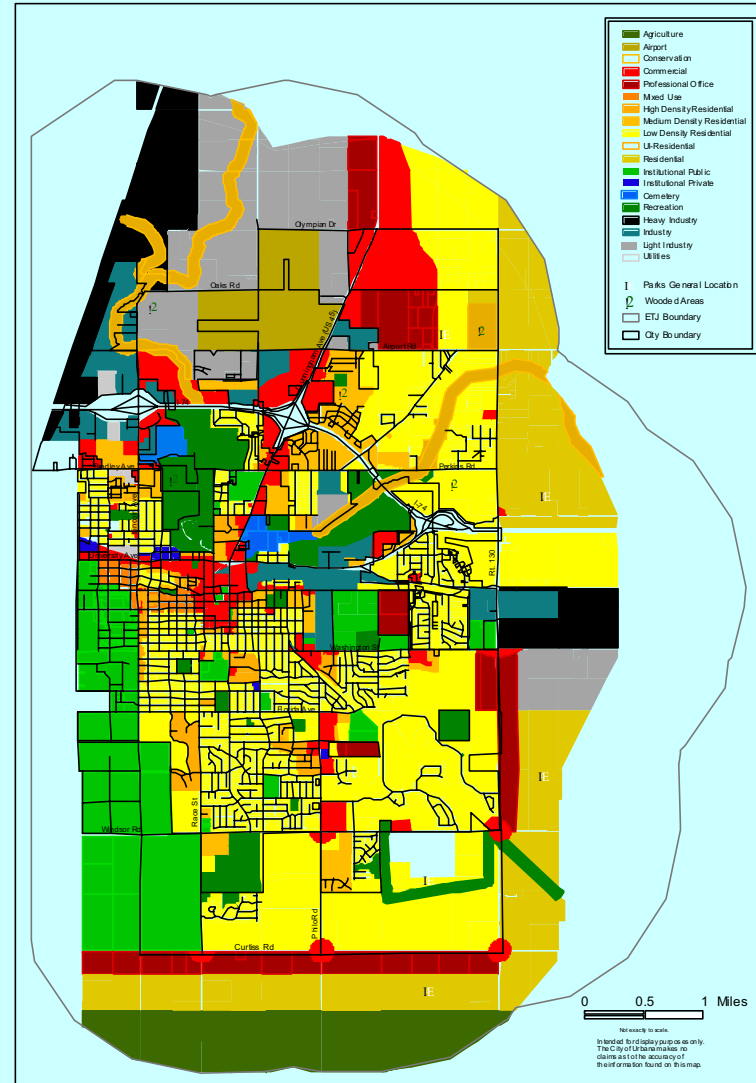 Agriculture
Airport
Conservation
Commercial
Professional Office
Mixed Use
High Density Residential
Medium Density Residential
Low Density Residential
UI-Residential
Residential
Institutional Public
Institutional Private
Cemetery
Recreation
Heavy Industry
Industry
Light Industry
Utilities
Parks General Location
Wooded Areas
ETJ Boundary
City Boundary
Olympian Dr
Oaks Rd
(US 45)
Airport Rd
Perkins Rd
I-74
Rt. 130
Washington St
Race St
Windsor Rd
Philo Rd
Curtiss Rd
0 0.5 1 Miles
Not exactly to scale.
Intended for display purposes only.
The City of Urbana makes no
claims as to the accuracy of
the information found on this map.